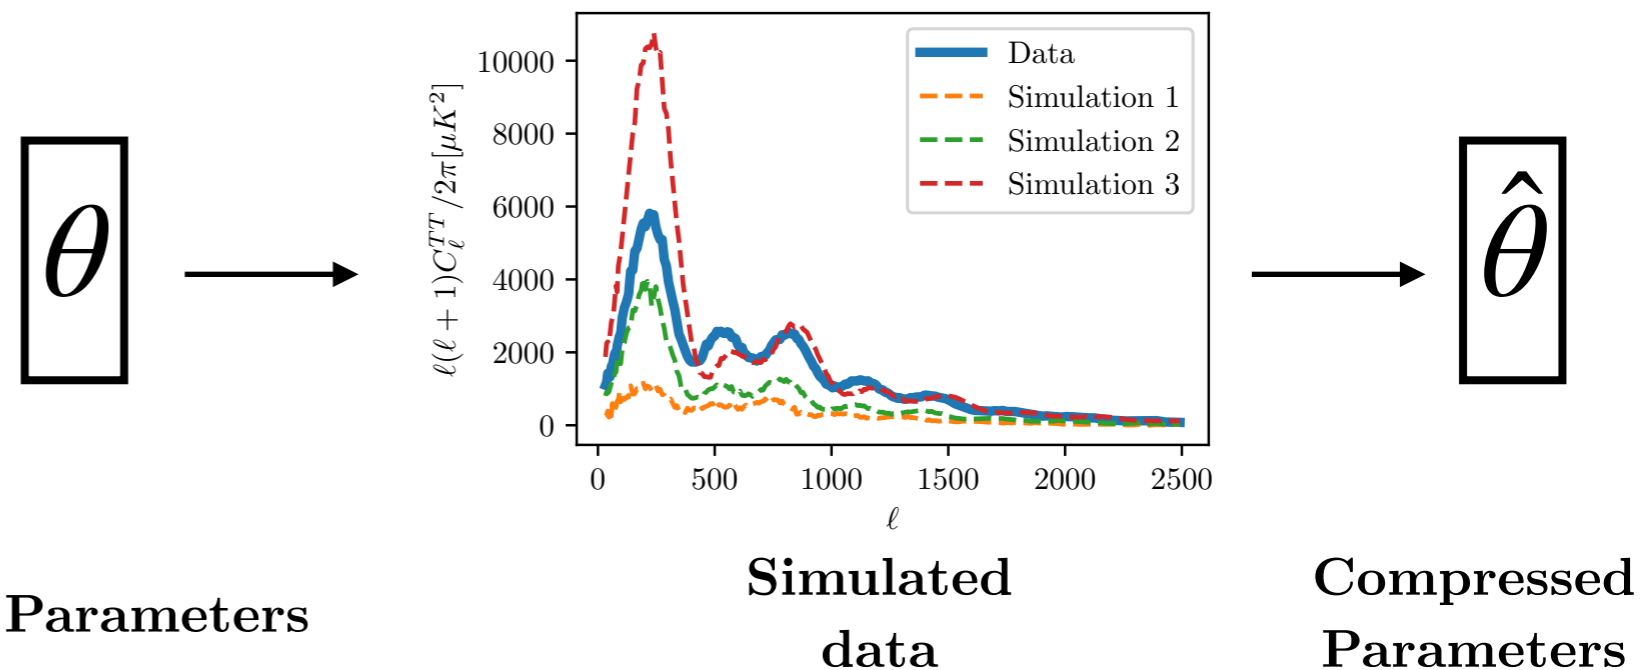 θ
ℓ(ℓ + 1)C_ℓ^{TT}/2π[μK²]
10000
8000
6000
4000
2000
0
Data
Simulation 1
Simulation 2
Simulation 3
0 500 1000 1500 2000 2500
ℓ
θ̂
Parameters
Simulated
data
Compressed
Parameters